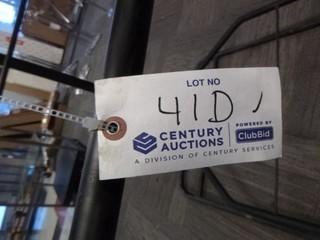 LOT NO
41D
CENTURY AUCTIONS
POWERED BY
ClubBid
A DIVISION OF CENTURY SERVICES